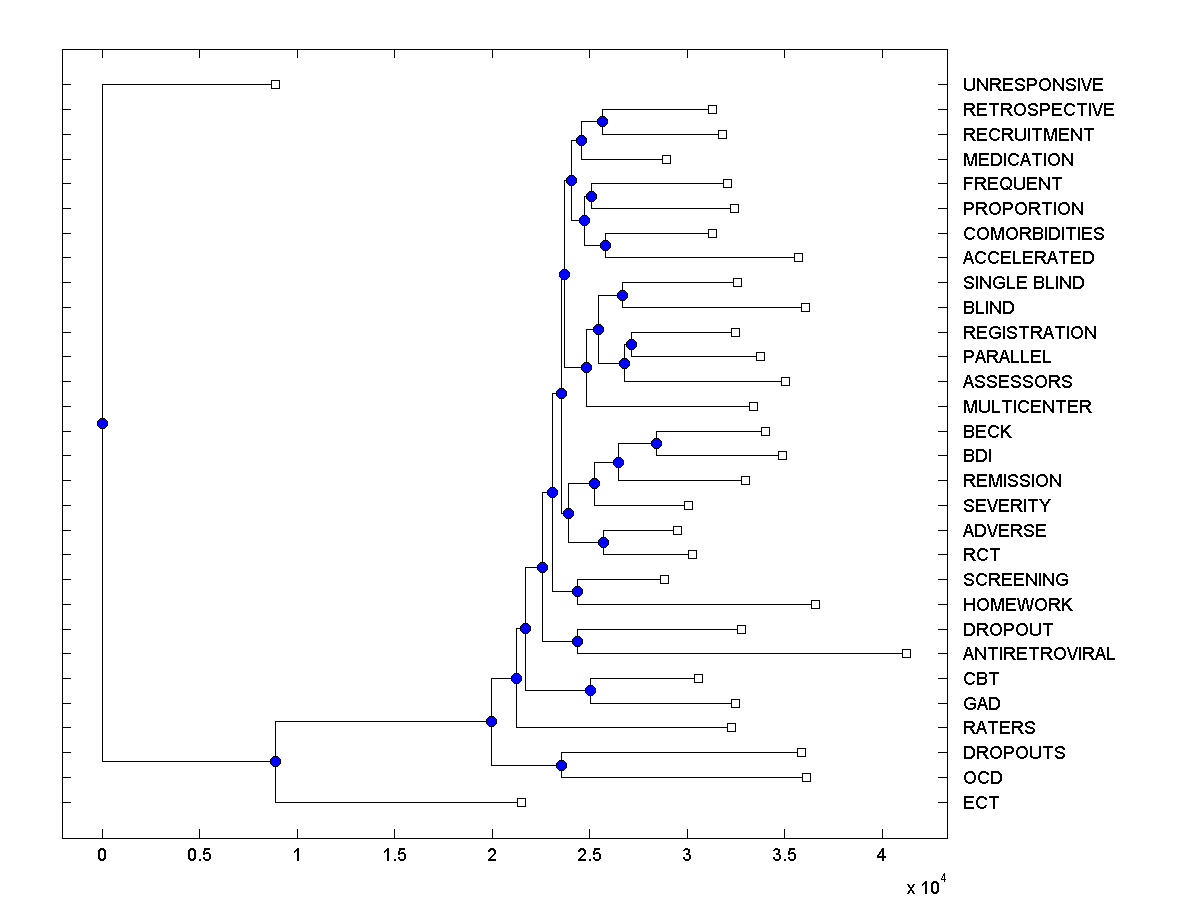 UNRESPONSIVE
RETROSPECTIVE
RECRUITMENT
MEDICATION
FREQUENT
PROPORTION
COMORBIDITIES
ACCELERATED
SINGLE BLIND
BLIND
REGISTRATION
PARALLEL
ASSESSORS
MULTICENTER
BECK
BDI
REMISSION
SEVERITY
ADVERSE
RCT
SCREENING
HOMEWORK
DROPOUT
ANTIRETROVIRAL
CBT
GAD
RATERS
DROPOUTS
OCD
ECT
0 0.5 1 1.5 2 2.5 3 3.5 4
x 10^4